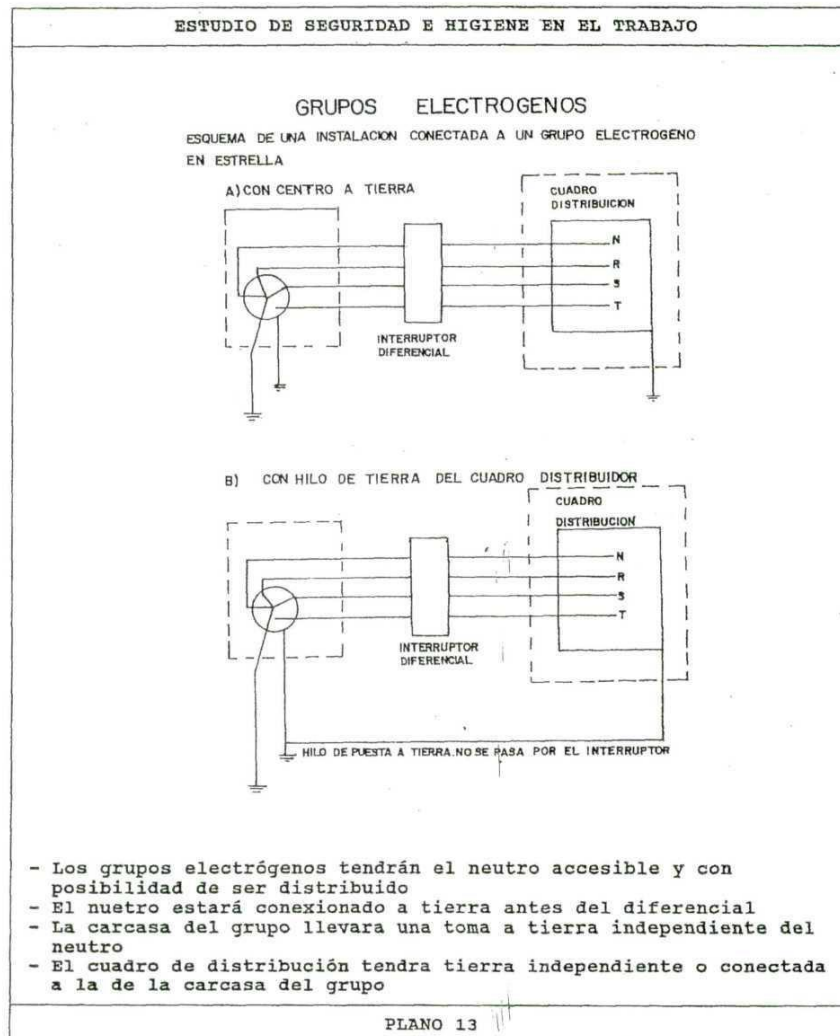 ESTUDIO DE SEGURIDAD E HIGIENE EN EL TRABAJO
GRUPOS ELECTROGENOS
ESQUEMA DE UNA INSTALACION CONECTADA A UN GRUPO ELECTROGENO
EN ESTRELLA
A) CON CENTRO A TIERRA
CUADRO
DISTRIBUICION
N
R
S
T
INTERRUPTOR
DIFERENCIAL
B) CON HILO DE TIERRA DEL CUADRO DISTRIBUIDOR
CUADRO
DISTRIBUCION
N
R
S
T
INTERRUPTOR
DIFERENCIAL
HILO DE PUESTA A TIERRA. NO SE PASA POR EL INTERRUPTOR
- Los grupos electrógenos tendrán el neutro accesible y con
posibilidad de ser distribuido
- El nuetro estará conexionado a tierra antes del diferencial
- La carcasa del grupo llevara una toma a tierra independiente del
neutro
- El cuadro de distribución tendra tierra independiente o conectada
a la de la carcasa del grupo
PLANO 13